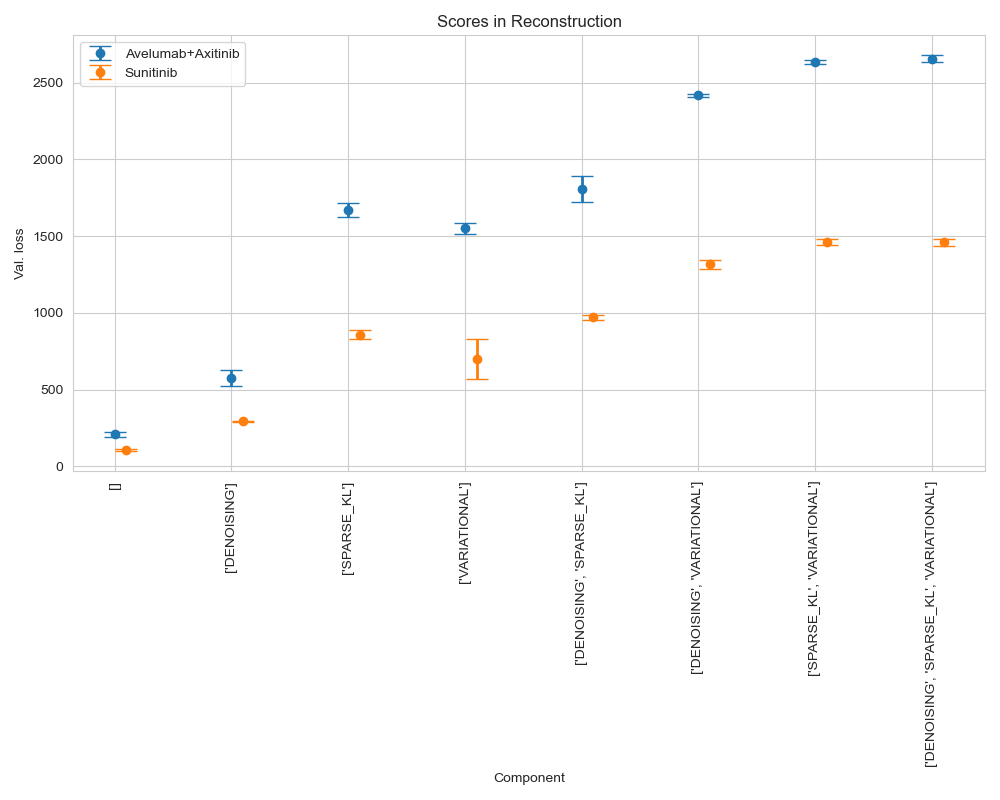 Scores in Reconstruction
Avelumab+Axitinib
Sunitinib
Val. loss
2500
2000
1500
1000
500
0
[]
['DENOISING']
['SPARSE_KL']
['VARIATIONAL']
['DENOISING', 'SPARSE_KL']
['DENOISING', 'VARIATIONAL']
['SPARSE_KL', 'VARIATIONAL']
['DENOISING', 'SPARSE_KL', 'VARIATIONAL']
Component